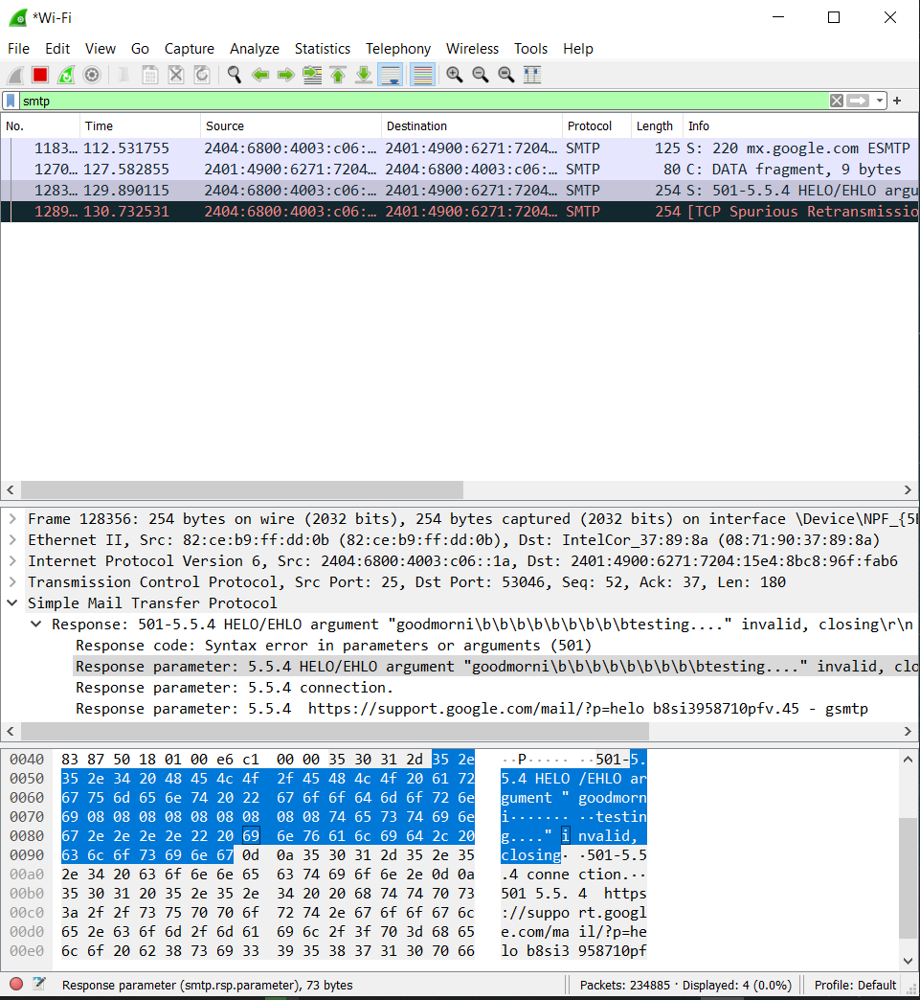 *Wi-Fi
File Edit View Go Capture Analyze Statistics Telephony Wireless Tools Help
smtp
No. Time Source Destination Protocol Length Info
1183… 112.531755 2404:6800:4003:c06:… 2401:4900:6271:7204… SMTP 125 S: 220 mx.google.com ESMTP
1270… 127.582855 2401:4900:6271:7204… 2404:6800:4003:c06:… SMTP 80 C: DATA fragment, 9 bytes
1283… 129.890115 2404:6800:4003:c06:… 2401:4900:6271:7204… SMTP 254 S: 501-5.5.4 HELO/EHLO argu
1289… 130.732531 2404:6800:4003:c06:… 2401:4900:6271:7204… SMTP 254 [TCP Spurious Retransmissio
Frame 128356: 254 bytes on wire (2032 bits), 254 bytes captured (2032 bits) on interface \Device\NPF_{5
Ethernet II, Src: 82:ce:b9:ff:dd:0b (82:ce:b9:ff:dd:0b), Dst: IntelCor_37:89:8a (08:71:90:37:89:8a)
Internet Protocol Version 6, Src: 2404:6800:4003:c06::1a, Dst: 2401:4900:6271:7204:15e4:8bc8:96f:fab6
Transmission Control Protocol, Src Port: 25, Dst Port: 53046, Seq: 52, Ack: 37, Len: 180
Simple Mail Transfer Protocol
Response: 501-5.5.4 HELO/EHLO argument "goodmorni\b\b\b\b\b\b\b\b\btesting...." invalid, closing\r\n
Response code: Syntax error in parameters or arguments (501)
Response parameter: 5.5.4 HELO/EHLO argument "goodmorni\b\b\b\b\b\b\b\b\btesting...." invalid, clo
Response parameter: 5.5.4 connection.
Response parameter: 5.5.4  https://support.google.com/mail/?p=helo b8si3958710pfv.45 - gsmtp
0040 83 87 50 18 01 00 e6 c1 00 00 35 30 31 2d 35 2e ··P····· ··501-5.
0050 35 2e 34 20 48 45 4c 4f 2f 45 48 4c 4f 20 61 72 5.4 HELO /EHLO ar
0060 67 75 6d 65 6e 74 20 22 67 6f 6f 64 6d 6f 72 6e gument " goodmorn
0070 69 08 08 08 08 08 08 08 08 08 74 65 73 74 69 6e i······· ··testin
0080 67 2e 2e 2e 2e 22 20 69 6e 76 61 6c 69 64 2c 20 g...." i nvalid,
0090 63 6c 6f 73 69 6e 67 0d 0a 35 30 31 2d 35 2e 35 closing· ·501-5.5
00a0 2e 34 20 63 6f 6e 6e 65 63 74 69 6f 6e 2e 0d 0a .4 conne ction.··
00b0 35 30 31 20 35 2e 35 2e 34 20 20 68 74 74 70 73 501 5.5. 4  https
00c0 3a 2f 2f 73 75 70 70 6f 72 74 2e 67 6f 6f 67 6c ://suppo rt.googl
00d0 65 2e 63 6f 6d 2f 6d 61 69 6c 2f 3f 70 3d 68 65 e.com/ma il/?p=he
00e0 6c 6f 20 62 38 73 69 33 39 35 38 37 31 30 70 66 lo b8si3 958710pf
Response parameter (smtp.rsp.parameter), 73 bytes Packets: 234885 · Displayed: 4 (0.0%) Profile: Default